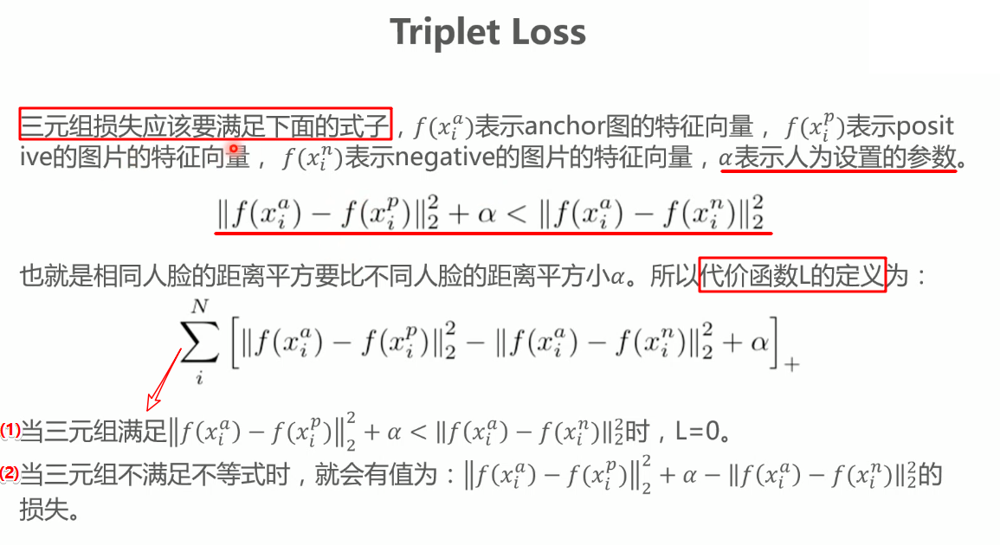 Triplet Loss
三元组损失应该要满足下面的式子，f(x_i^a)表示anchor图的特征向量， f(x_i^p)表示posit
ive的图片的特征向量， f(x_i^n)表示negative的图片的特征向量，α表示人为设置的参数。
‖f(x_i^a) − f(x_i^p)‖_2^2 + α < ‖f(x_i^a) − f(x_i^n)‖_2^2
也就是相同人脸的距离平方要比不同人脸的距离平方小α。所以代价函数L的定义为：
∑_i^N [‖f(x_i^a) − f(x_i^p)‖_2^2 − ‖f(x_i^a) − f(x_i^n)‖_2^2 + α]_+
(1)当三元组满足‖f(x_i^a) − f(x_i^p)‖_2^2 + α < ‖f(x_i^a) − f(x_i^n)‖_2^2时，L=0。
(2)当三元组不满足不等式时，就会有值为：‖f(x_i^a) − f(x_i^p)‖_2^2 + α − ‖f(x_i^a) − f(x_i^n)‖_2^2的
损失。